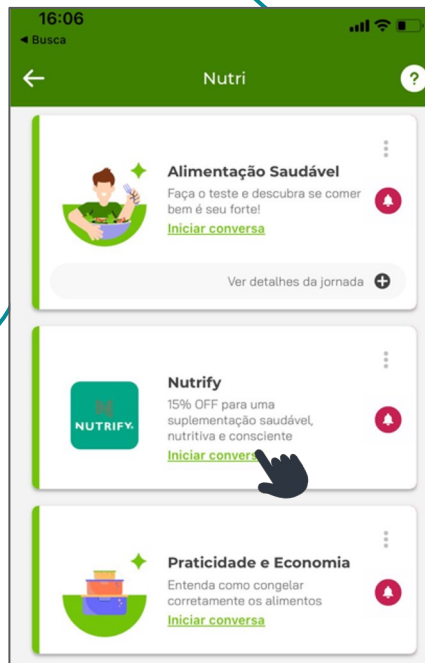 16:06
◄ Busca
Nutri
?
Alimentação Saudável
Faça o teste e descubra se comer
bem é seu forte!
Iniciar conversa
Ver detalhes da jornada
Nutrify
15% OFF para uma
suplementação saudável,
nutritiva e consciente
Iniciar conversa
N
NUTRIFY.
Praticidade e Economia
Entenda como congelar
corretamente os alimentos
Iniciar conversa